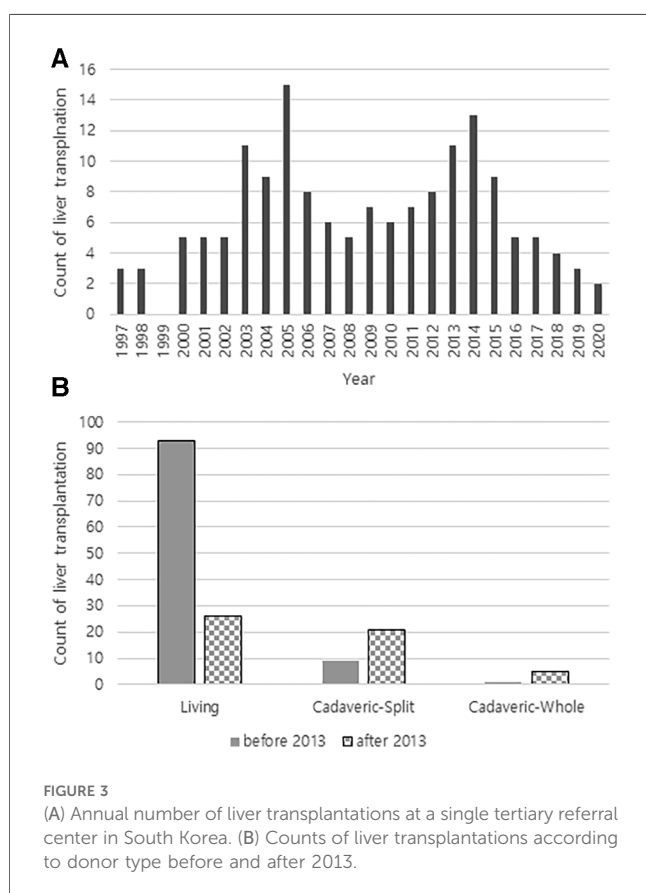 A
Count of liver transplnation
16
14
12
10
8
6
4
2
0
1997 1998 1999 2000 2001 2002 2003 2004 2005 2006 2007 2008 2009 2010 2011 2012 2013 2014 2015 2016 2017 2018 2019 2020
Year
B
Count of liver transplantation
100
90
80
70
60
50
40
30
20
10
0
Living Cadaveric-Split Cadaveric-Whole
before 2013 after 2013
FIGURE 3
(A) Annual number of liver transplantations at a single tertiary referral
center in South Korea. (B) Counts of liver transplantations according
to donor type before and after 2013.